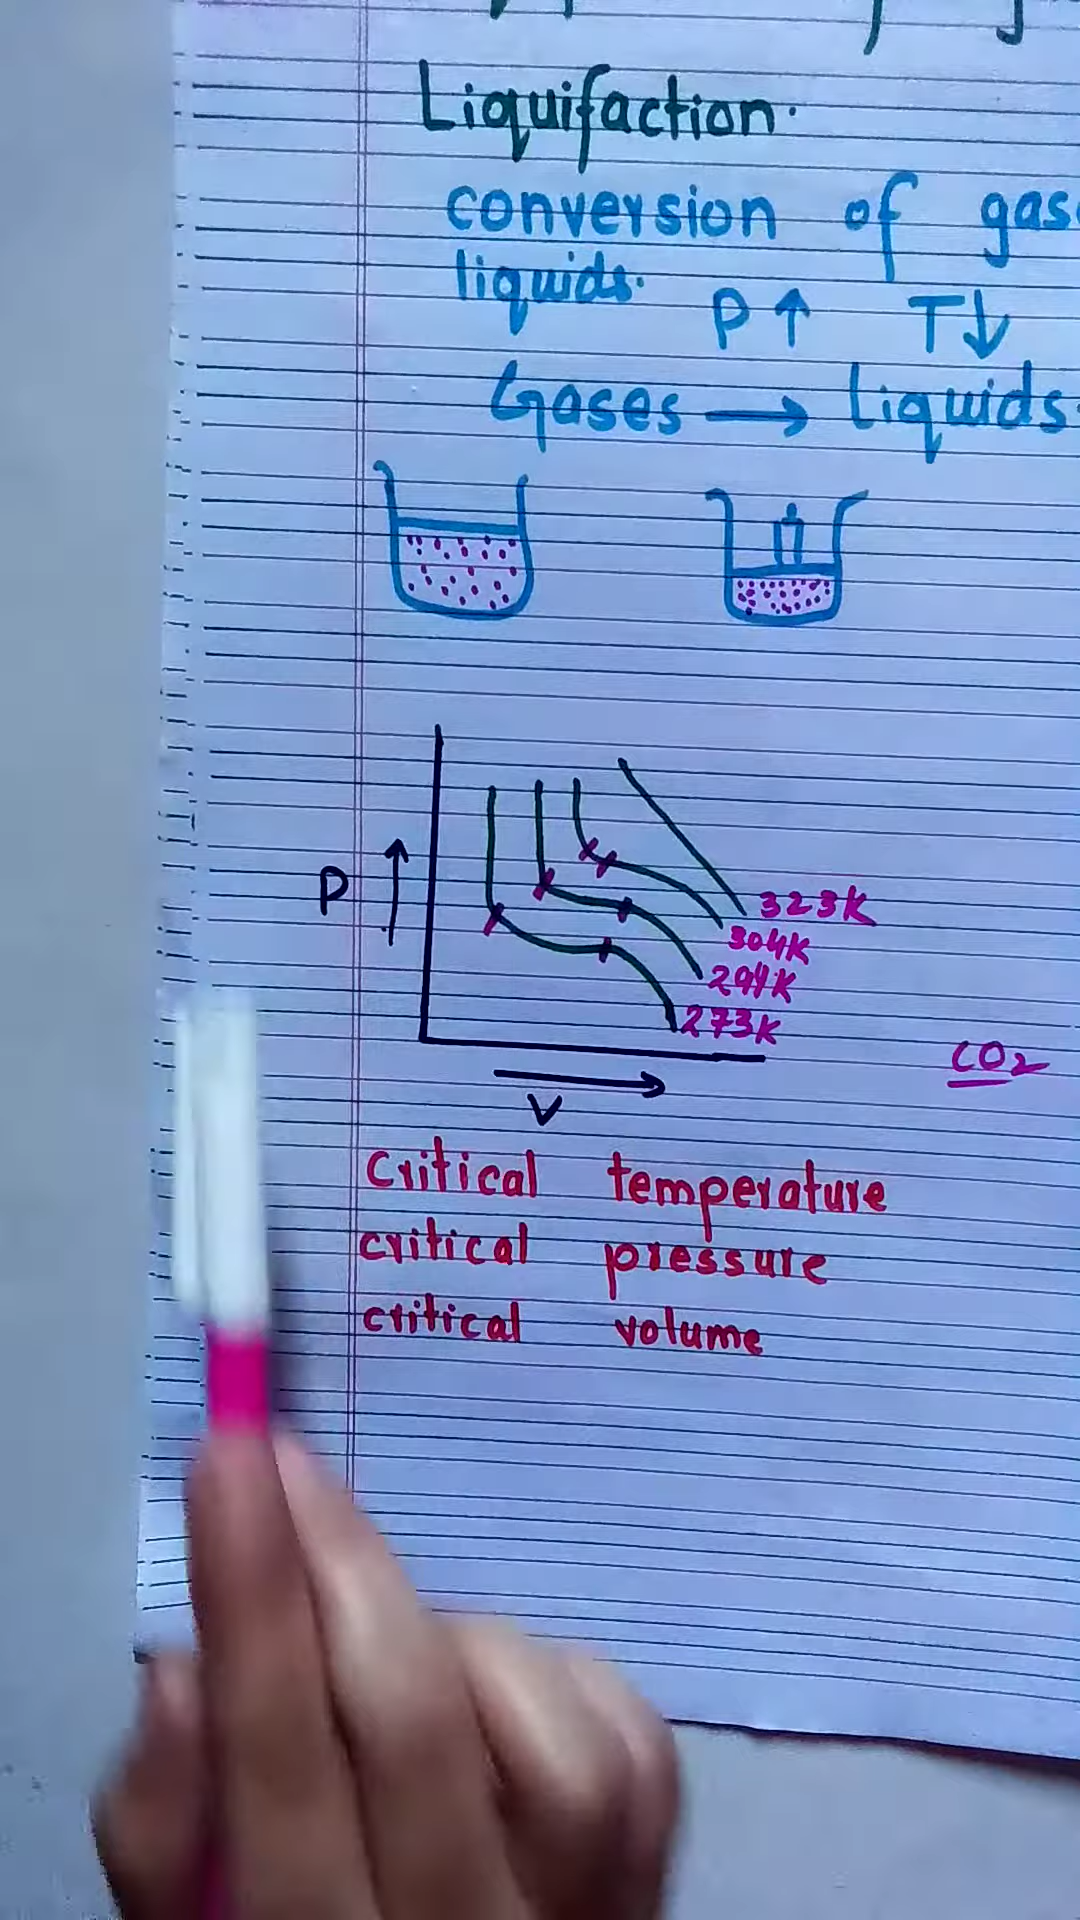 Liquifaction.
conversion of gas
liquids. P ↑ T↓
Gases → liquids
P
323K
304K
294K
273K
CO2
V
Critical temperature
critical pressure
critical volume